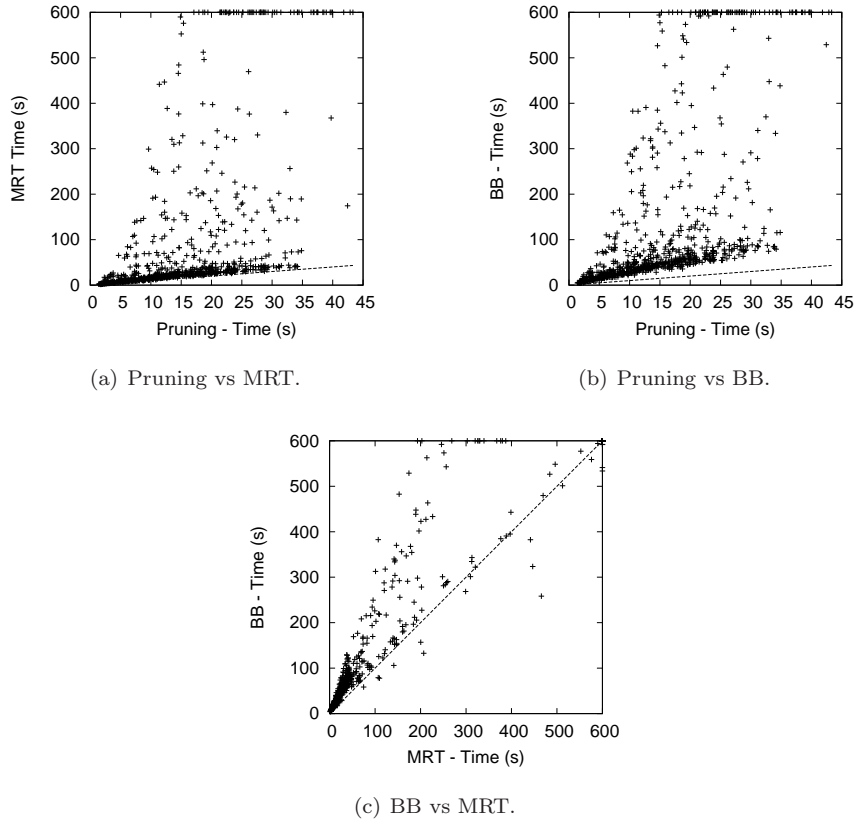 600
500
400
300
200
100
0
0 5 10 15 20 25 30 35 40 45
MRT Time (s)
Pruning - Time (s)
(a) Pruning vs MRT.
600
500
400
300
200
100
0
0 5 10 15 20 25 30 35 40 45
BB - Time (s)
Pruning - Time (s)
(b) Pruning vs BB.
600
500
400
300
200
100
0
0 100 200 300 400 500 600
BB - Time (s)
MRT - Time (s)
(c) BB vs MRT.